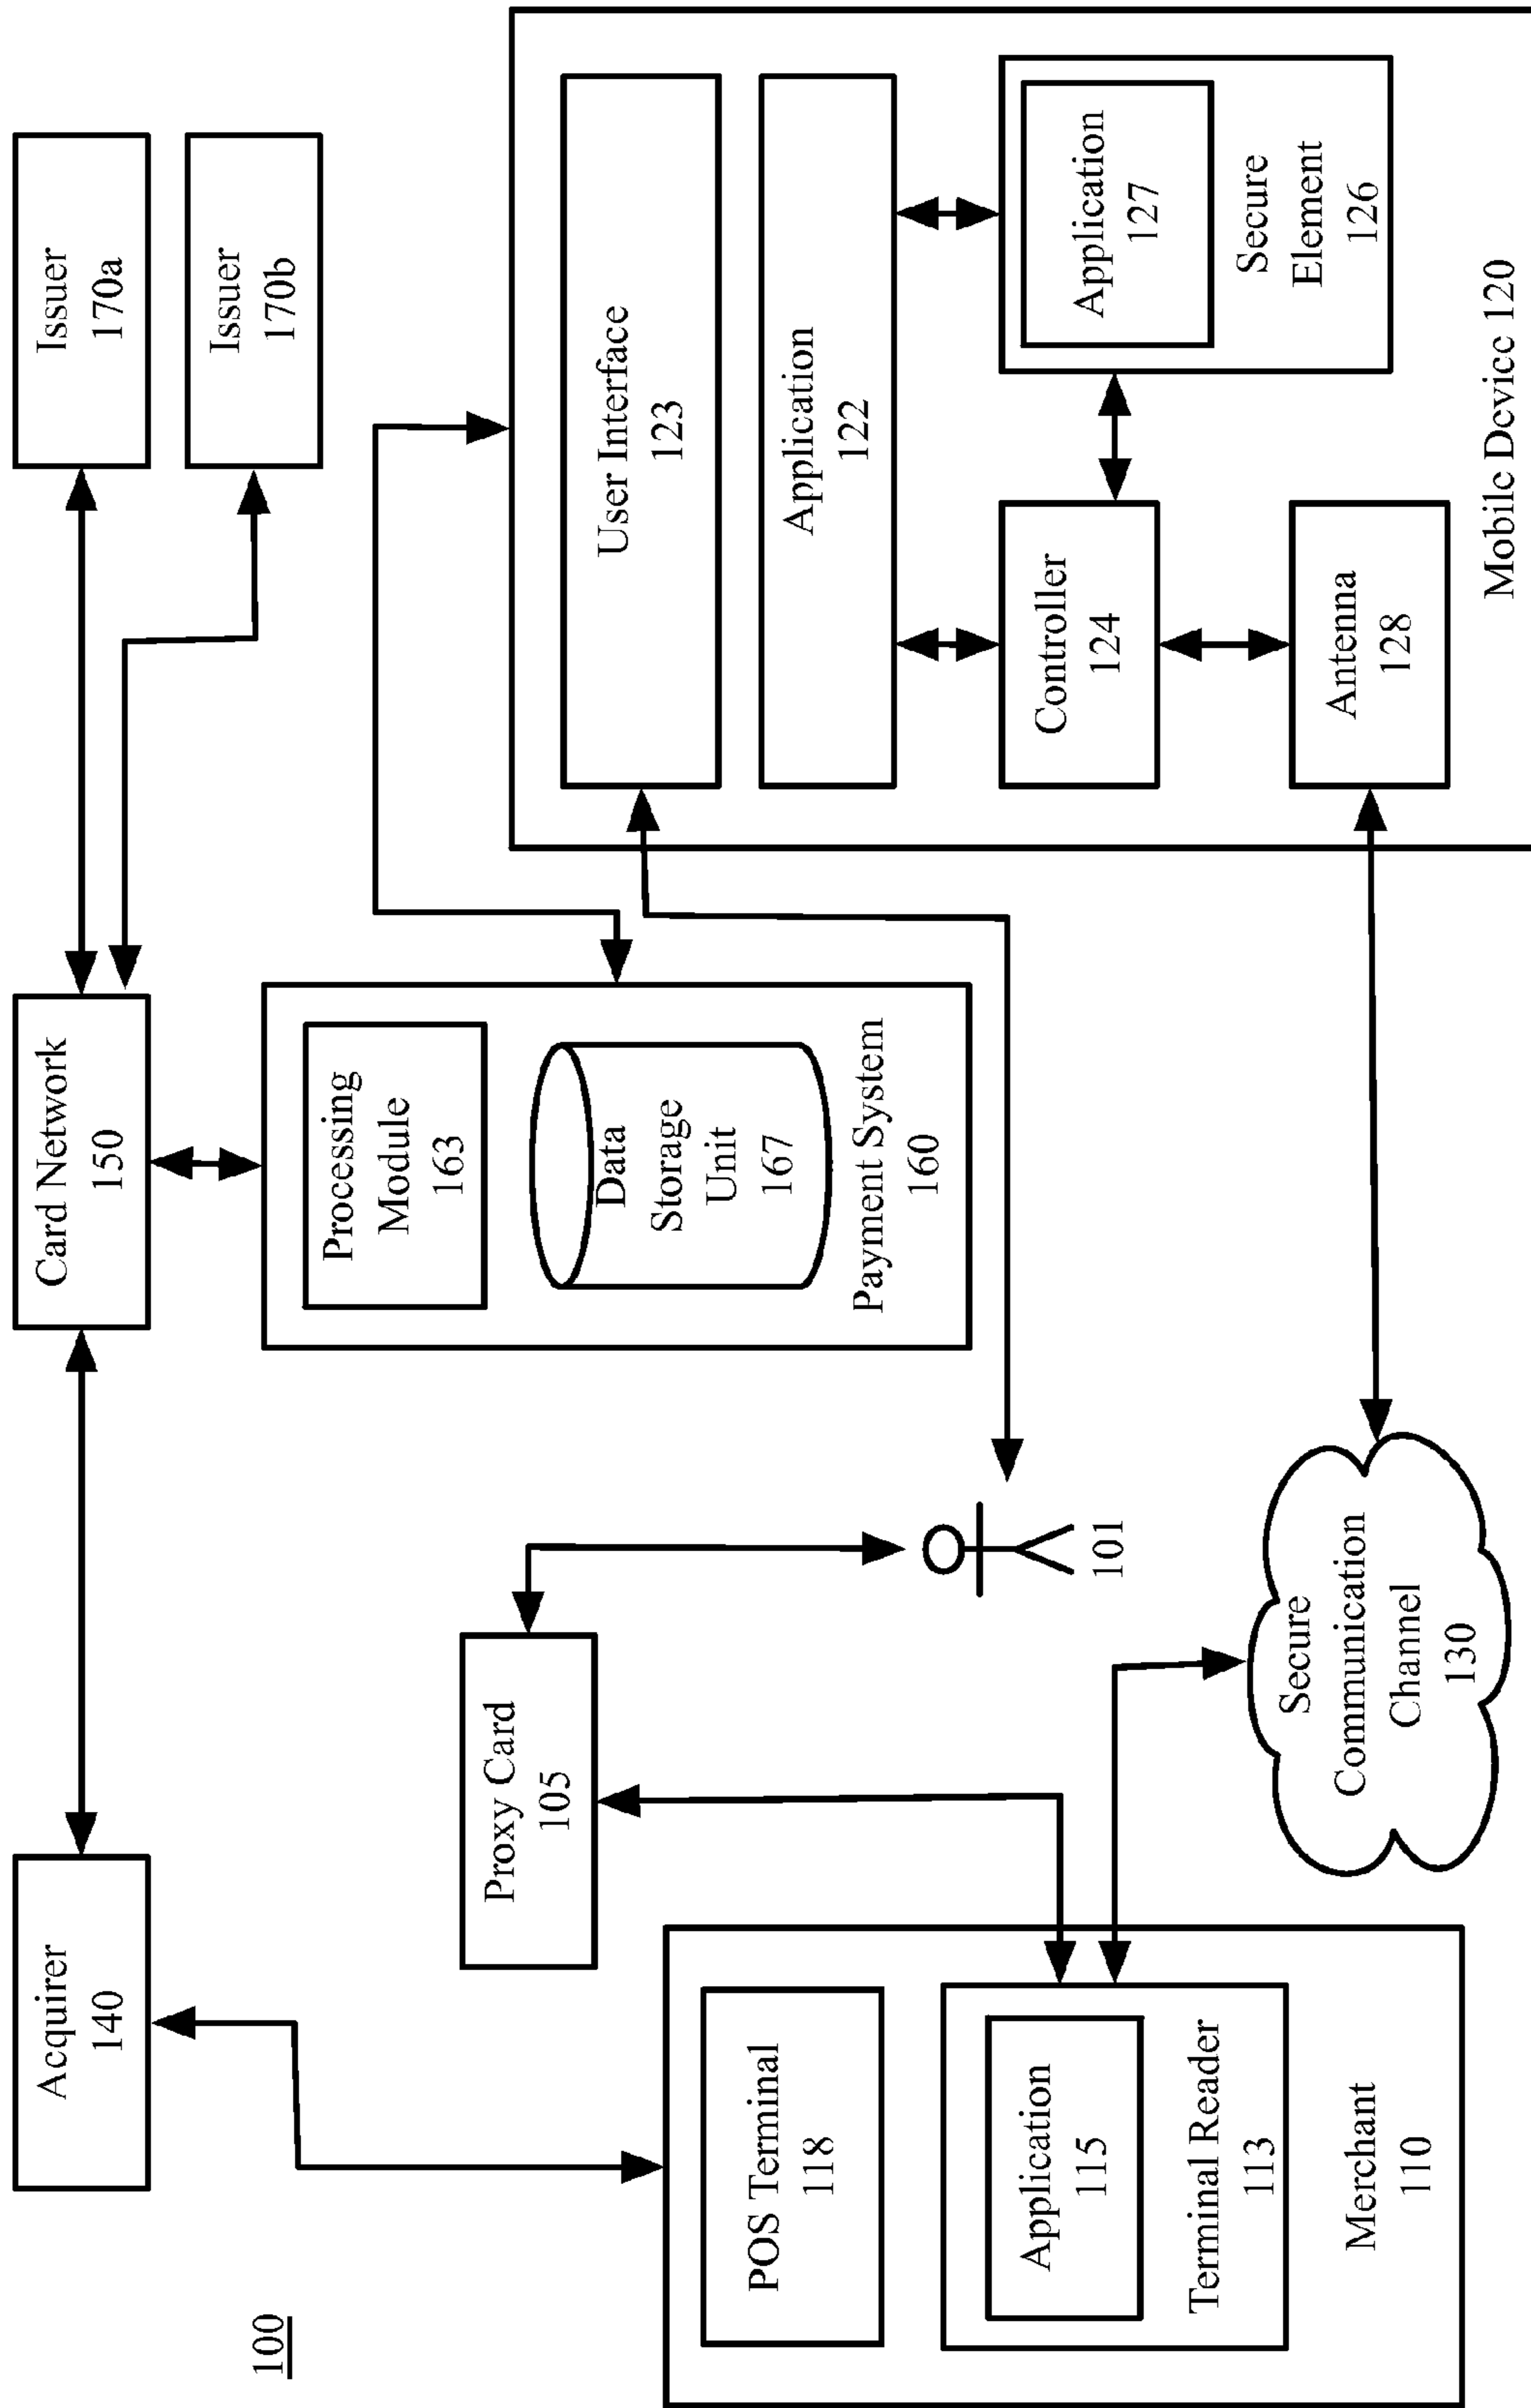 100
Acquirer
140
Card Network
150
Issuer
170a
Issuer
170b
Proxy Card
105
Processing
Module
163
Data
Storage
Unit
167
Payment System
160
User Interface
123
Application
122
Controller
124
Application
127
Secure
Element
126
Antenna
128
Mobile Device 120
POS Terminal
118
Application
115
Terminal Reader
113
Merchant
110
101
Secure
Communication
Channel
130